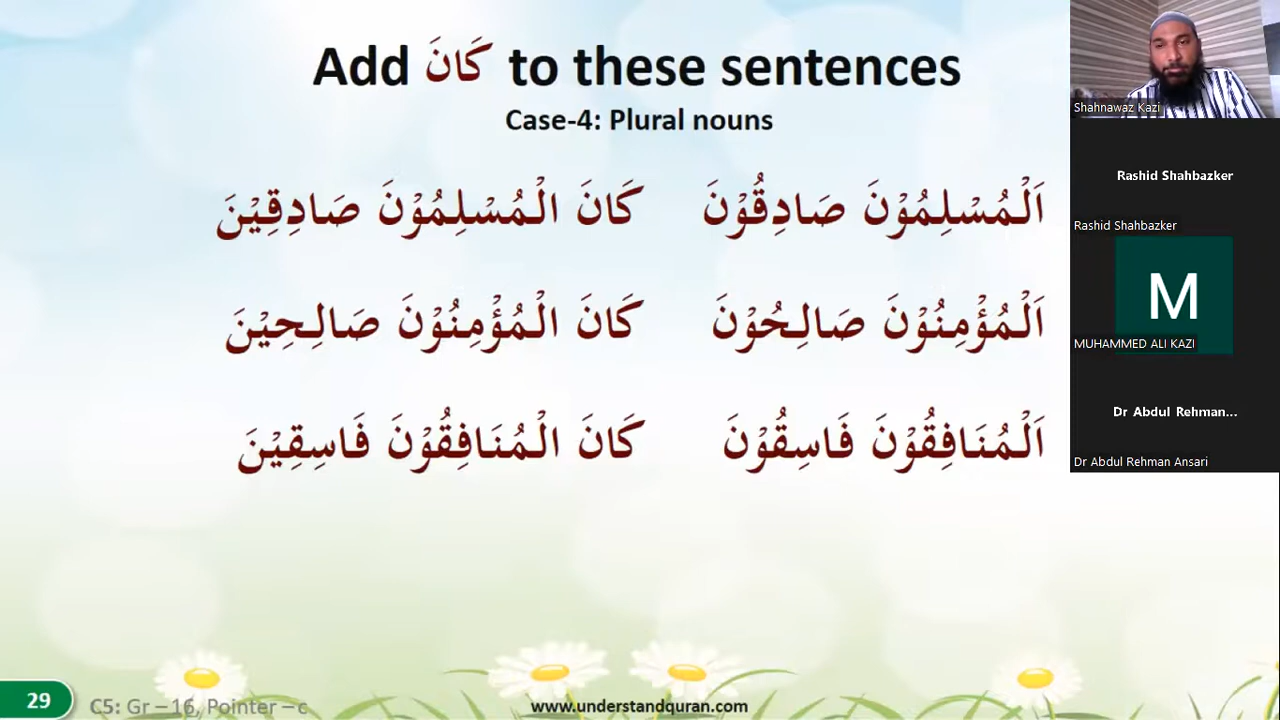 Add كَانَ to these sentences
Case-4: Plural nouns
اَلْمُسْلِمُوْنَ صَادِقُوْنَ كَانَ الْمُسْلِمُوْنَ صَادِقِيْنَ
اَلْمُؤْمِنُوْنَ صَالِحُوْنَ كَانَ الْمُؤْمِنُوْنَ صَالِحِيْنَ
اَلْمُنَافِقُوْنَ فَاسِقُوْنَ كَانَ الْمُنَافِقُوْنَ فَاسِقِيْنَ
29
C5: Gr – 16, Pointer – c
www.understandquran.com
Shahnawaz Kazi
Rashid Shahbazker
Rashid Shahbazker
M
MUHAMMED ALI KAZI
Dr Abdul Rehman...
Dr Abdul Rehman Ansari